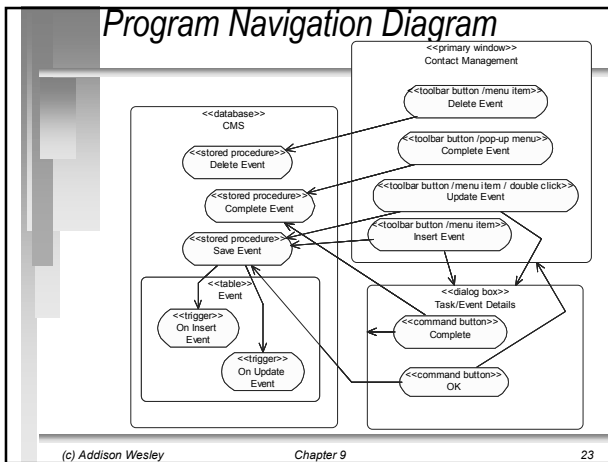 Program Navigation Diagram
<<primary window>>
Contact Management
<<toolbar button /menu item>>
Delete Event
<<toolbar button /pop-up menu>>
Complete Event
<<toolbar button /menu item / double click>>
Update Event
<<toolbar button /menu item>>
Insert Event
<<database>>
CMS
<<stored procedure>>
Delete Event
<<stored procedure>>
Complete Event
<<stored procedure>>
Save Event
<<table>>
Event
<<trigger>>
On Insert
Event
<<trigger>>
On Update
Event
<<dialog box>>
Task/Event Details
<<command button>>
Complete
<<command button>>
OK
(c) Addison Wesley
Chapter 9
23